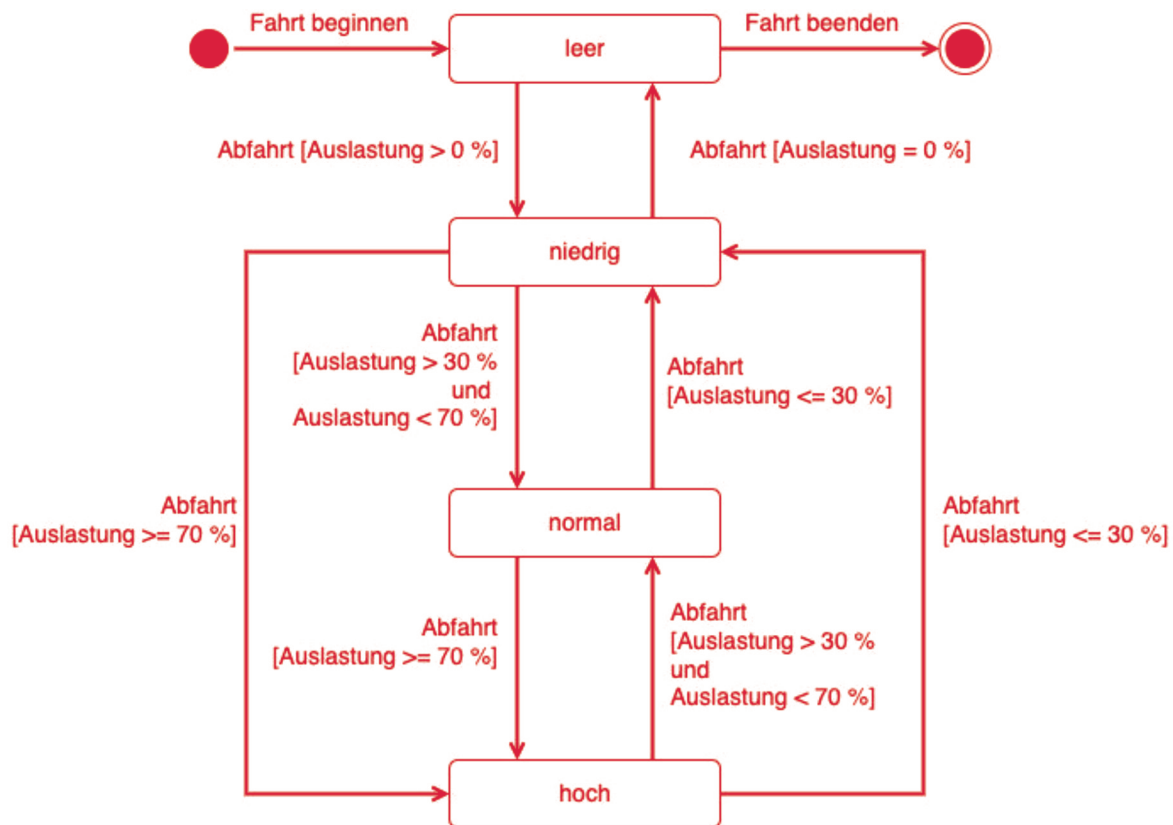 Fahrt beginnen
leer
Fahrt beenden
Abfahrt [Auslastung > 0 %]
Abfahrt [Auslastung = 0 %]
niedrig
Abfahrt
[Auslastung > 30 %
und
Auslastung < 70 %]
Abfahrt
[Auslastung <= 30 %]
normal
Abfahrt
[Auslastung >= 70 %]
Abfahrt
[Auslastung <= 30 %]
Abfahrt
[Auslastung >= 70 %]
Abfahrt
[Auslastung > 30 %
und
Auslastung < 70 %]
hoch